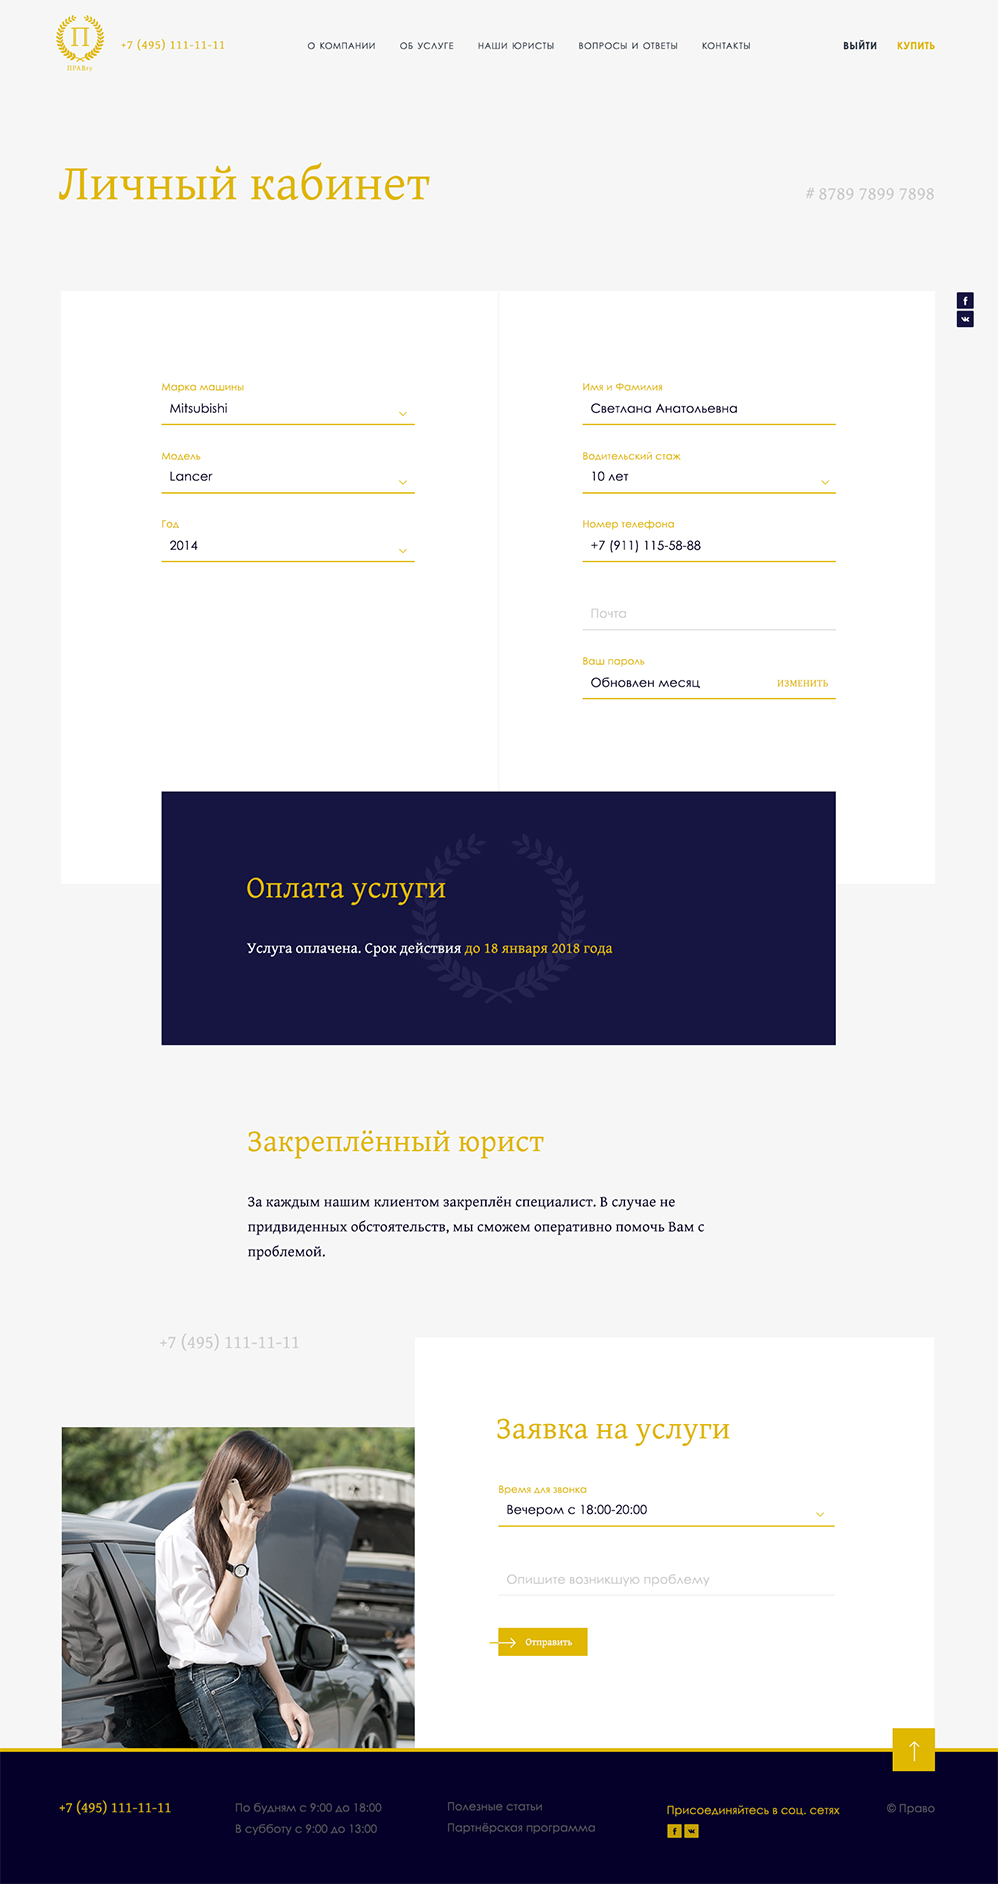 П
ПРАВру
+7 (495) 111-11-11
О КОМПАНИИ
ОБ УСЛУГЕ
НАШИ ЮРИСТЫ
ВОПРОСЫ И ОТВЕТЫ
КОНТАКТЫ
ВЫЙТИ
КУПИТЬ
Личный кабинет
# 8789 7899 7898
Марка машины
Mitsubishi
Модель
Lancer
Год
2014
Имя и Фамилия
Светлана Анатольевна
Водительский стаж
10 лет
Номер телефона
+7 (911) 115-58-88
Почта
Ваш пароль
Обновлен месяц
ИЗМЕНИТЬ
Оплата услуги
Услуга оплачена. Срок действия до 18 января 2018 года
Закреплённый юрист
За каждым нашим клиентом закреплён специалист. В случае не
придвиденных обстоятельств, мы сможем оперативно помочь Вам с
проблемой.
+7 (495) 111-11-11
Заявка на услуги
Время для звонка
Вечером с 18:00-20:00
Опишите возникшую проблему
Отправить
+7 (495) 111-11-11
По будням с 9:00 до 18:00
В субботу с 9:00 до 13:00
Полезные статьи
Партнёрская программа
Присоединяйтесь в соц. сетях
© Право